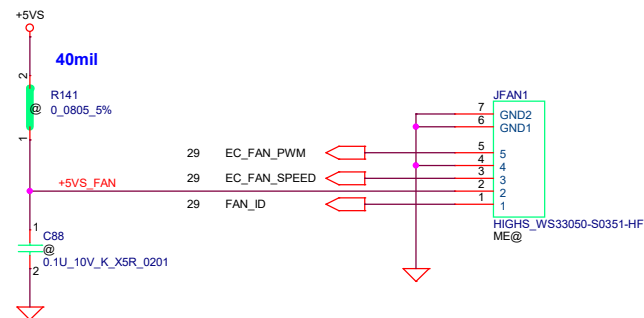 +5VS
40mil
2
R141
@
0_0805_5%
1
JFAN1
7 GND2
6 GND1
29 EC_FAN_PWM 5 5
4 4
29 EC_FAN_SPEED 3 3
+5VS_FAN 2 2
29 FAN_ID 1 1
HIGHS_WS33050-S0351-HF
ME@
1
C88
@
0.1U_10V_K_X5R_0201
2